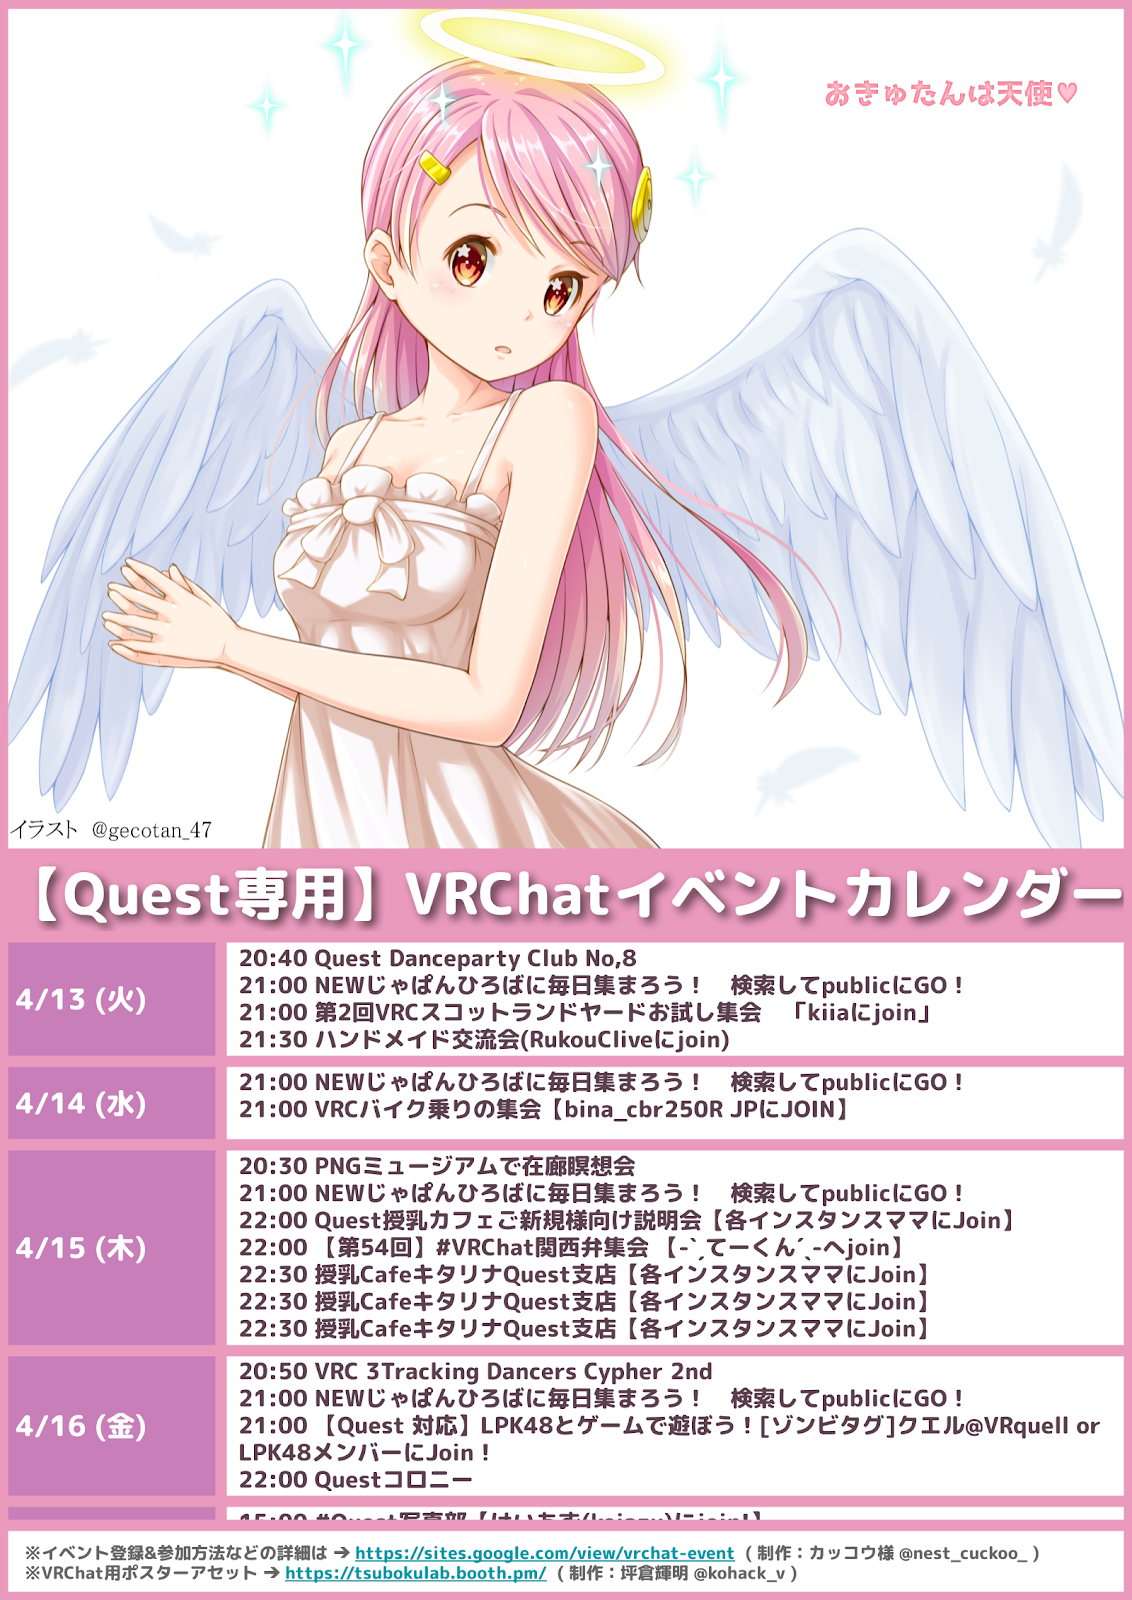 おきゅたんは天使♥
イラスト @gecotan_47
【Quest専用】VRChatイベントカレンダー
4/13 (火)
20:40 Quest Danceparty Club No,8
21:00 NEWじゃぱんひろばに毎日集まろう！　検索してpublicにGO！
21:00 第2回VRCスコットランドヤードお試し集会　「kiiaにjoin」
21:30 ハンドメイド交流会(RukouCliveにjoin)
4/14 (水)
21:00 NEWじゃぱんひろばに毎日集まろう！　検索してpublicにGO！
21:00 VRCバイク乗りの集会【bina_cbr250R JPにJOIN】
4/15 (木)
20:30 PNGミュージアムで在廊瞑想会
21:00 NEWじゃぱんひろばに毎日集まろう！　検索してpublicにGO！
22:00 Quest授乳カフェご新規様向け説明会【各インスタンスママにJoin】
22:00 【第54回】#VRChat関西弁集会 【-`ˏてーくん´ˎ-へjoin】
22:30 授乳CafeキタリナQuest支店【各インスタンスママにJoin】
22:30 授乳CafeキタリナQuest支店【各インスタンスママにJoin】
22:30 授乳CafeキタリナQuest支店【各インスタンスママにJoin】
4/16 (金)
20:50 VRC 3Tracking Dancers Cypher 2nd
21:00 NEWじゃぱんひろばに毎日集まろう！　検索してpublicにGO！
21:00 【Quest 対応】LPK48とゲームで遊ぼう！[ゾンビタグ]クエル@VRquell or
LPK48メンバーにJoin！
22:00 Questコロニー
15:00 #Quest写真部
※イベント登録&参加方法などの詳細は → https://sites.google.com/view/vrchat-event ( 制作：カッコウ様 @nest_cuckoo_ )
※VRChat用ポスターアセット → https://tsubokulab.booth.pm/ ( 制作：坪倉輝明 @kohack_v )